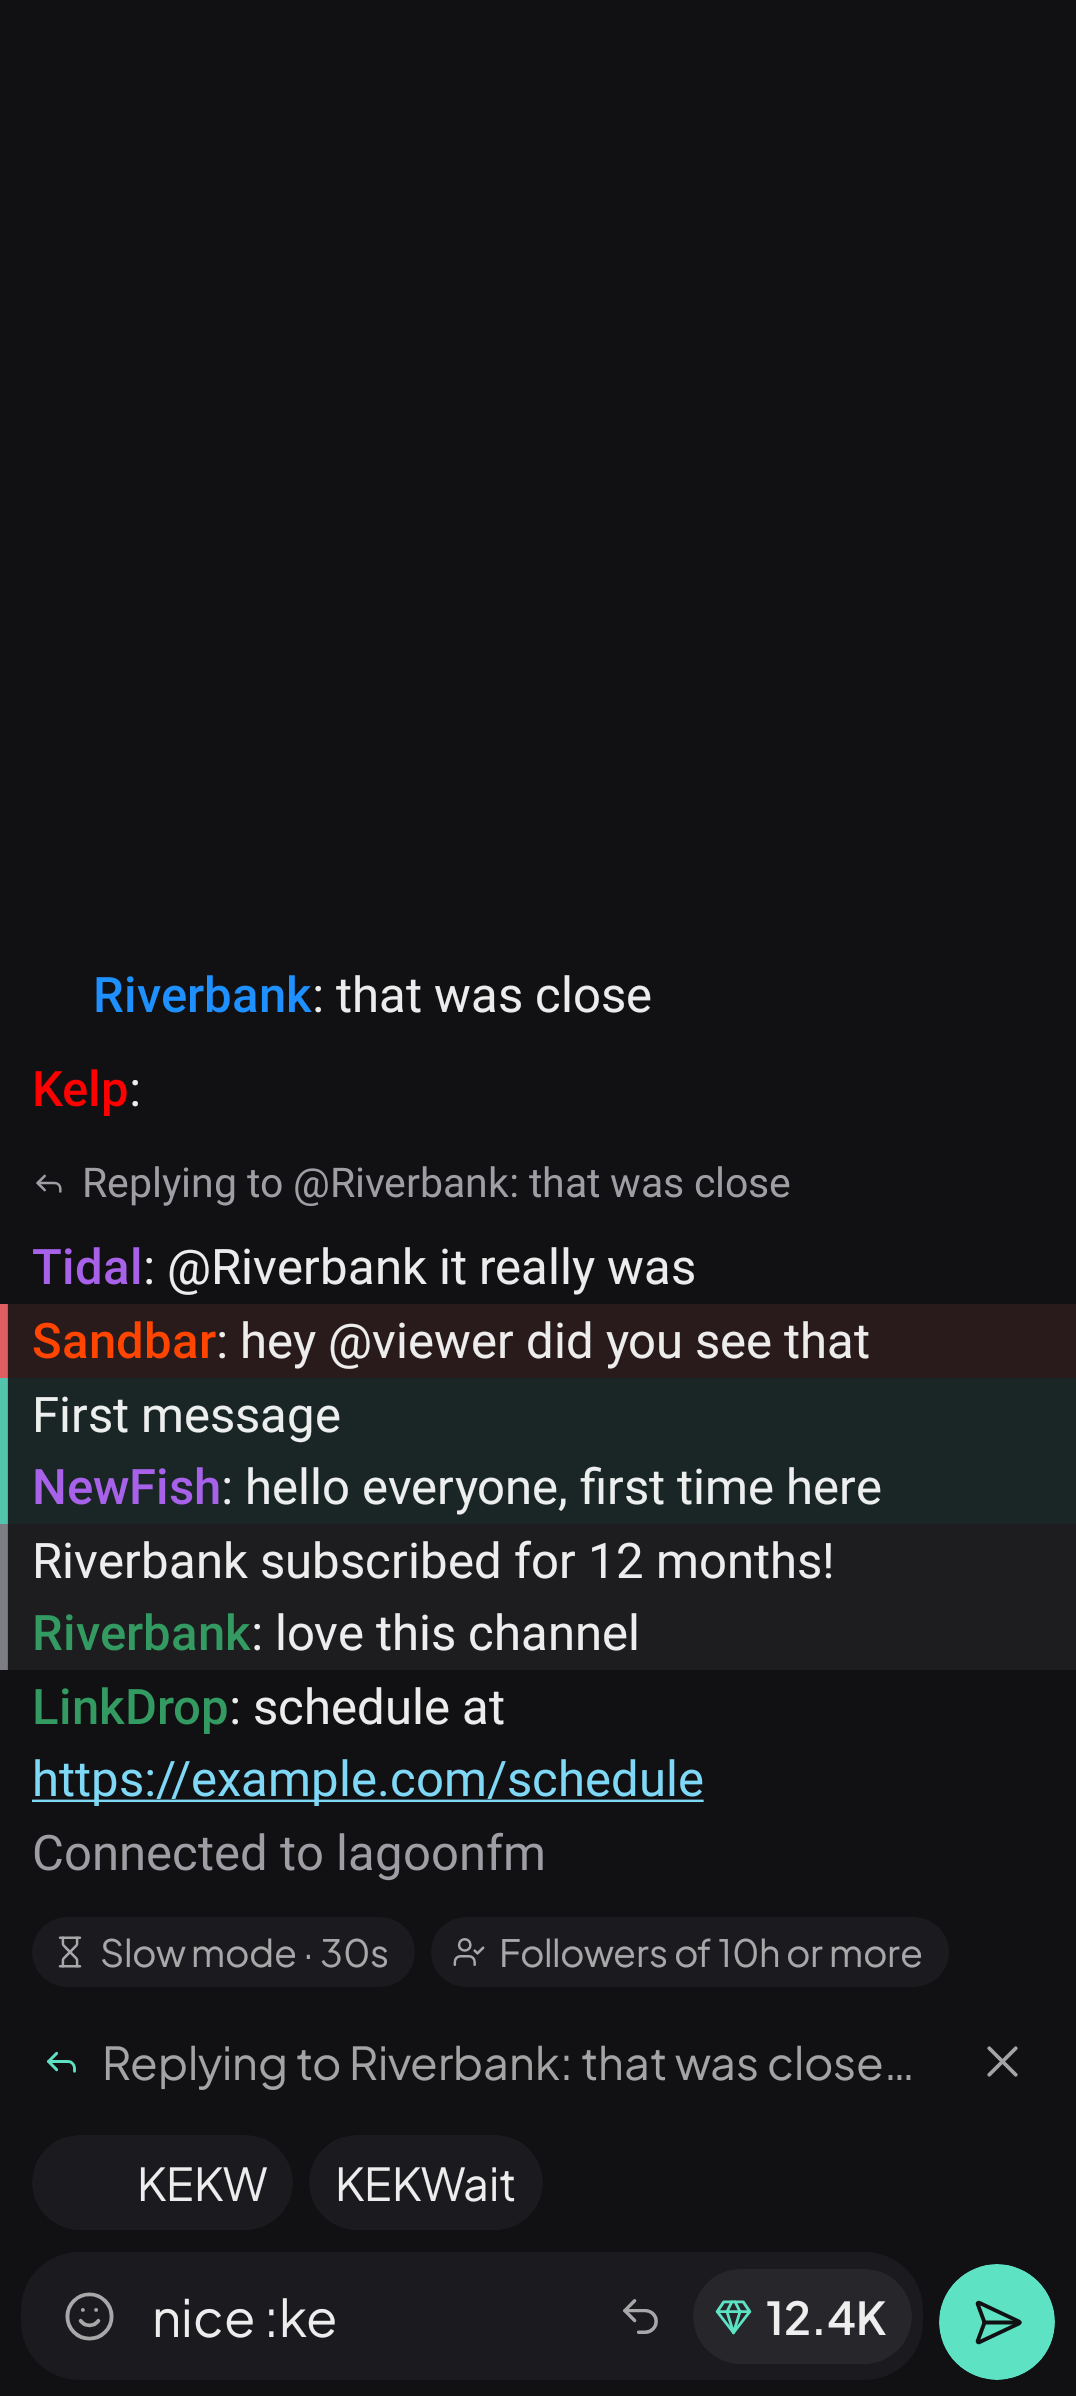 Riverbank: that was close
Kelp:
Replying to @Riverbank: that was close
Tidal: @Riverbank it really was
Sandbar: hey @viewer did you see that
First message
NewFish: hello everyone, first time here
Riverbank subscribed for 12 months!
Riverbank: love this channel
LinkDrop: schedule at
https://example.com/schedule
Connected to lagoonfm
Slow mode · 30s Followers of 10h or more
Replying to Riverbank: that was close...
KEKW KEKWait
nice :ke 12.4K